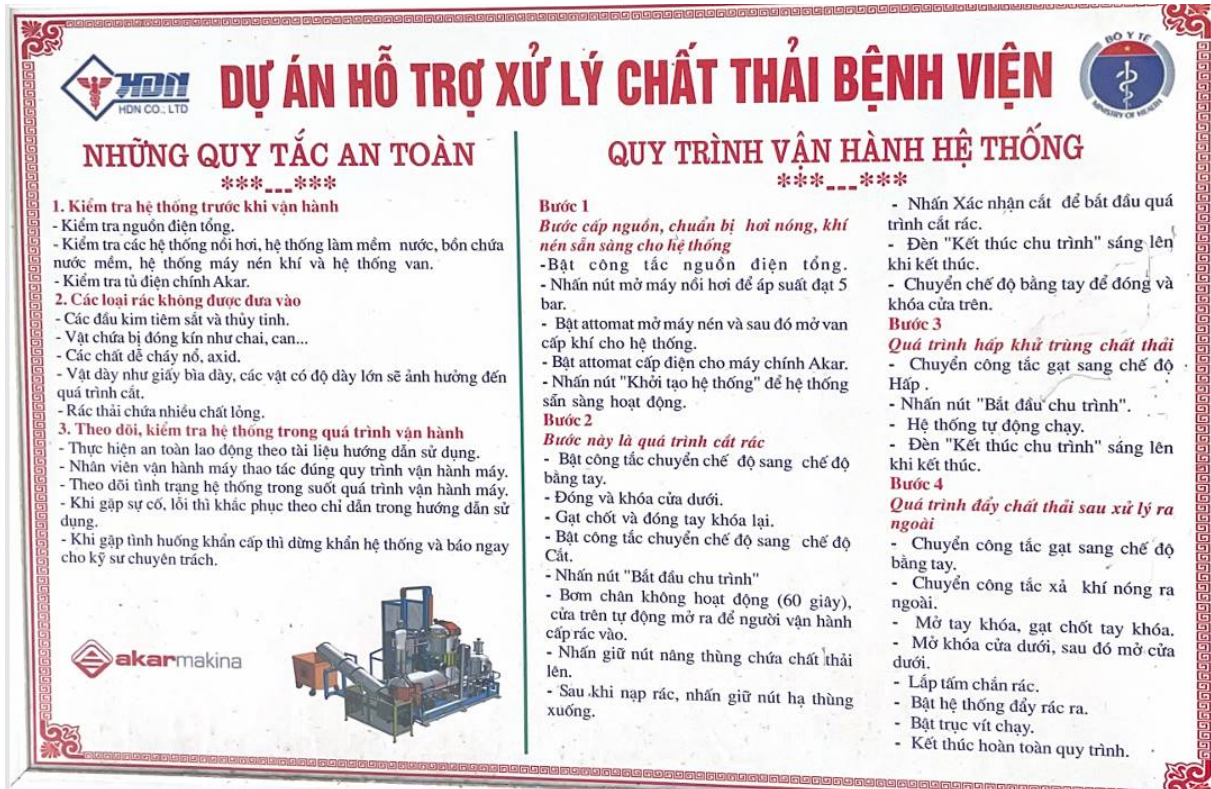 HDN
HDN CO.; LTD
DỰ ÁN HỖ TRỢ XỬ LÝ CHẤT THẢI BỆNH VIỆN
BỘ Y TẾ
MINISTRY OF HEALTH
NHỮNG QUY TẮC AN TOÀN
***---***
1. Kiểm tra hệ thống trước khi vận hành
- Kiểm tra nguồn điện tổng.
- Kiểm tra các hệ thống nồi hơi, hệ thống làm mềm nước, bồn chứa
nước mềm, hệ thống máy nén khí và hệ thống van.
- Kiểm tra tủ điện chính Akar.
2. Các loại rác không được đưa vào
- Các đầu kim tiêm sắt và thủy tinh.
- Vật chứa bị đóng kín như chai, can...
- Các chất dễ cháy nổ, axid.
- Vật dày như giấy bìa dày, các vật có độ dày lớn sẽ ảnh hưởng đến
quá trình cắt.
- Rác thải chứa nhiều chất lỏng.
3. Theo dõi, kiểm tra hệ thống trong quá trình vận hành
- Thực hiện an toàn lao động theo tài liệu hướng dẫn sử dụng.
- Nhân viên vận hành máy thao tác đúng quy trình vận hành máy.
- Theo dõi tình trạng hệ thống trong suốt quá trình vận hành máy.
- Khi gặp sự cố, lỗi thì khắc phục theo chỉ dẫn trong hướng dẫn sử
dụng.
- Khi gặp tình huống khẩn cấp thì dừng khẩn hệ thống và báo ngay
cho kỹ sư chuyên trách.
akarmakina
QUY TRÌNH VẬN HÀNH HỆ THỐNG
***---***
Bước 1
Bước cấp nguồn, chuẩn bị hơi nóng, khí
nén sẵn sàng cho hệ thống
-Bật công tắc nguồn điện tổng.
- Nhấn nút mở máy nồi hơi để áp suất đạt 5
bar.
- Bật attomat mở máy nén và sau đó mở van
cấp khí cho hệ thống.
- Bật attomat cấp điện cho máy chính Akar.
- Nhấn nút "Khởi tạo hệ thống" để hệ thống
sẵn sàng hoạt động.
Bước 2
Bước này là quá trình cắt rác
- Bật công tắc chuyển chế độ sang chế độ
bằng tay.
- Đóng và khóa cửa dưới.
- Gạt chốt và đóng tay khóa lại.
- Bật công tắc chuyển chế độ sang chế độ
Cắt.
- Nhấn nút "Bắt đầu chu trình"
- Bơm chân không hoạt động (60 giây),
cửa trên tự động mở ra để người vận hành
cấp rác vào.
- Nhấn giữ nút nâng thùng chứa chất thải
lên.
- Sau khi nạp rác, nhấn giữ nút hạ thùng
xuống.
- Nhấn Xác nhận cắt để bắt đầu quá
trình cắt rác.
- Đèn "Kết thúc chu trình" sáng lên
khi kết thúc.
- Chuyển chế độ bằng tay để đóng và
khóa cửa trên.
Bước 3
Quá trình hấp khử trùng chất thải
- Chuyển công tắc gạt sang chế độ
Hấp .
- Nhấn nút "Bắt đầu chu trình".
- Hệ thống tự động chạy.
- Đèn "Kết thúc chu trình" sáng lên
khi kết thúc.
Bước 4
Quá trình đẩy chất thải sau xử lý ra
ngoài
- Chuyển công tắc gạt sang chế độ
bằng tay.
- Chuyển công tắc xả khí nóng ra
ngoài.
- Mở tay khóa, gạt chốt tay khóa.
- Mở khóa cửa dưới, sau đó mở cửa
dưới.
- Lắp tấm chắn rác.
- Bật hệ thống đẩy rác ra.
- Bật trục vít chạy.
- Kết thúc hoàn toàn quy trình.